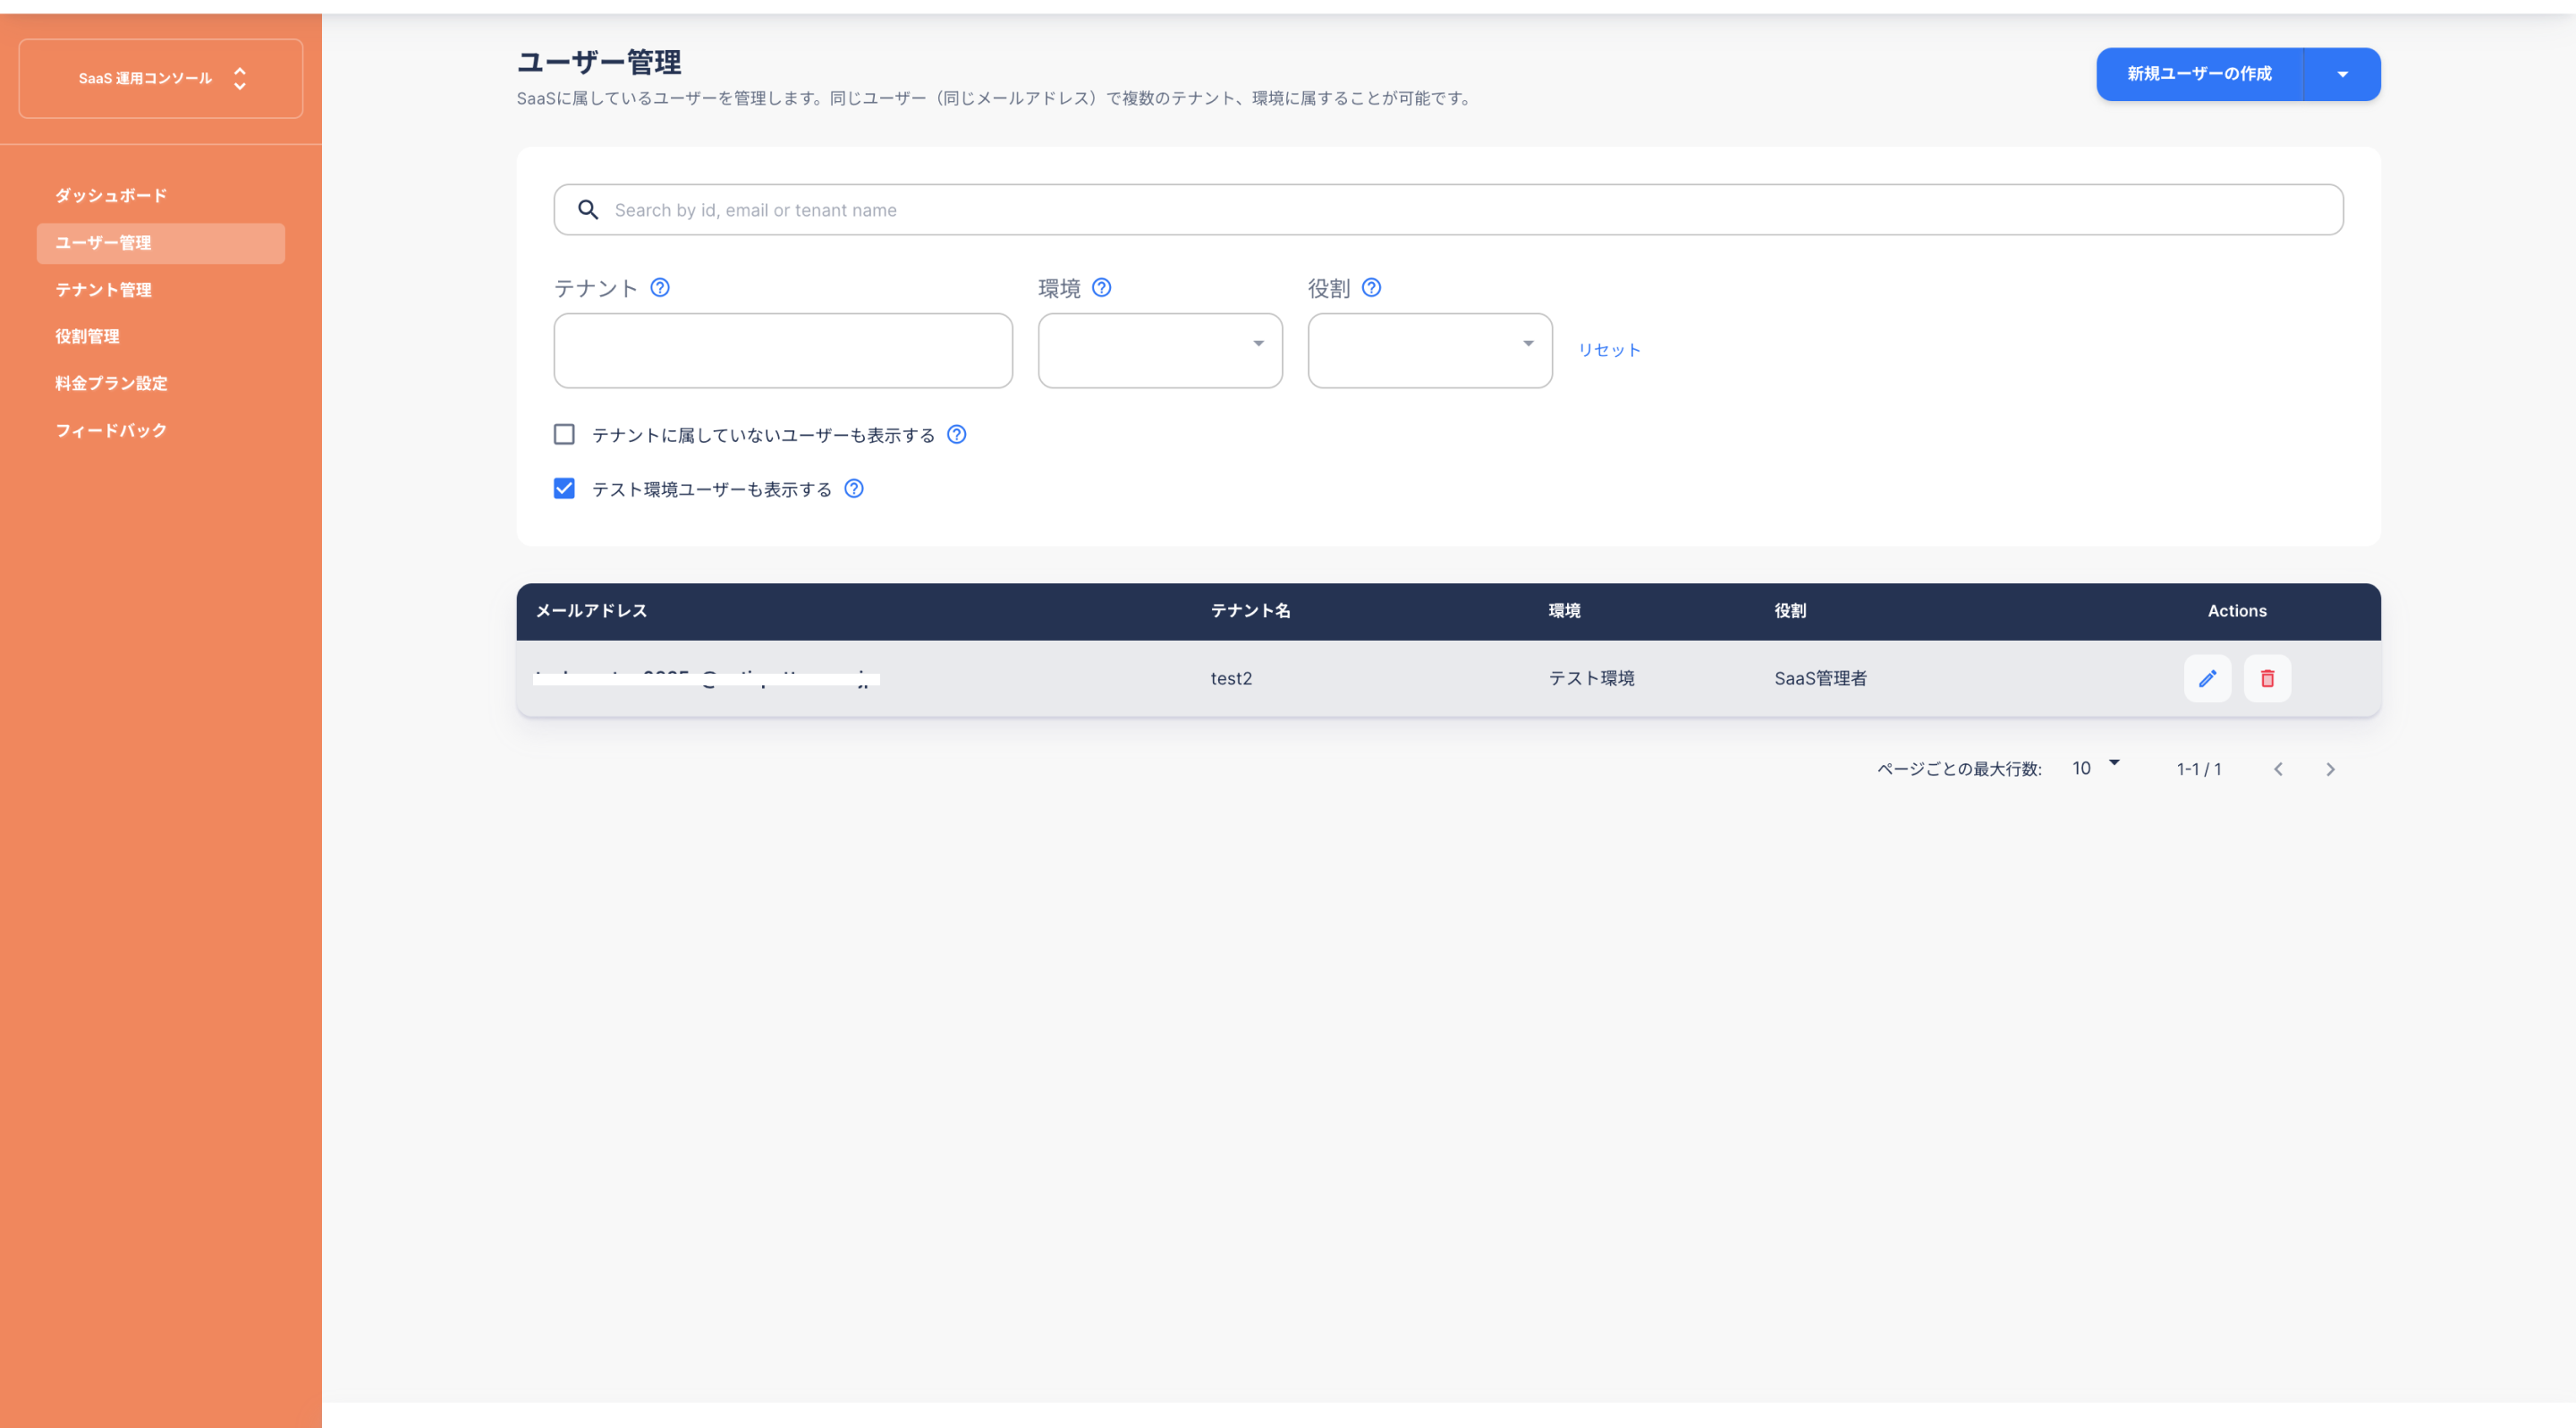 SaaS 運用コンソール
ダッシュボード
ユーザー管理
テナント管理
役割管理
料金プラン設定
フィードバック
ユーザー管理
SaaSに属しているユーザーを管理します。同じユーザー（同じメールアドレス）で複数のテナント、環境に属することが可能です。
新規ユーザーの作成
Search by id, email or tenant name
テナント
環境
役割
リセット
テナントに属していないユーザーも表示する
テスト環境ユーザーも表示する
メールアドレス テナント名 環境 役割 Actions
test2 テスト環境 SaaS管理者
ページごとの最大行数: 10 1-1 / 1